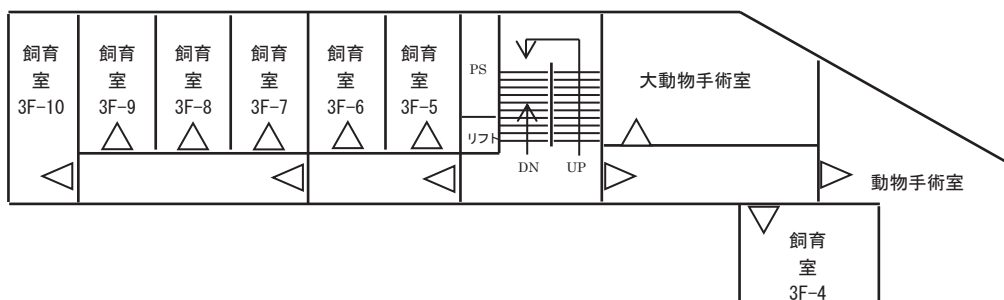 飼育
室
3F-10
飼育
室
3F-9
飼育
室
3F-8
飼育
室
3F-7
飼育
室
3F-6
飼育
室
3F-5
PS
リフト
DN
UP
大動物手術室
動物手術室
飼育
室
3F-4